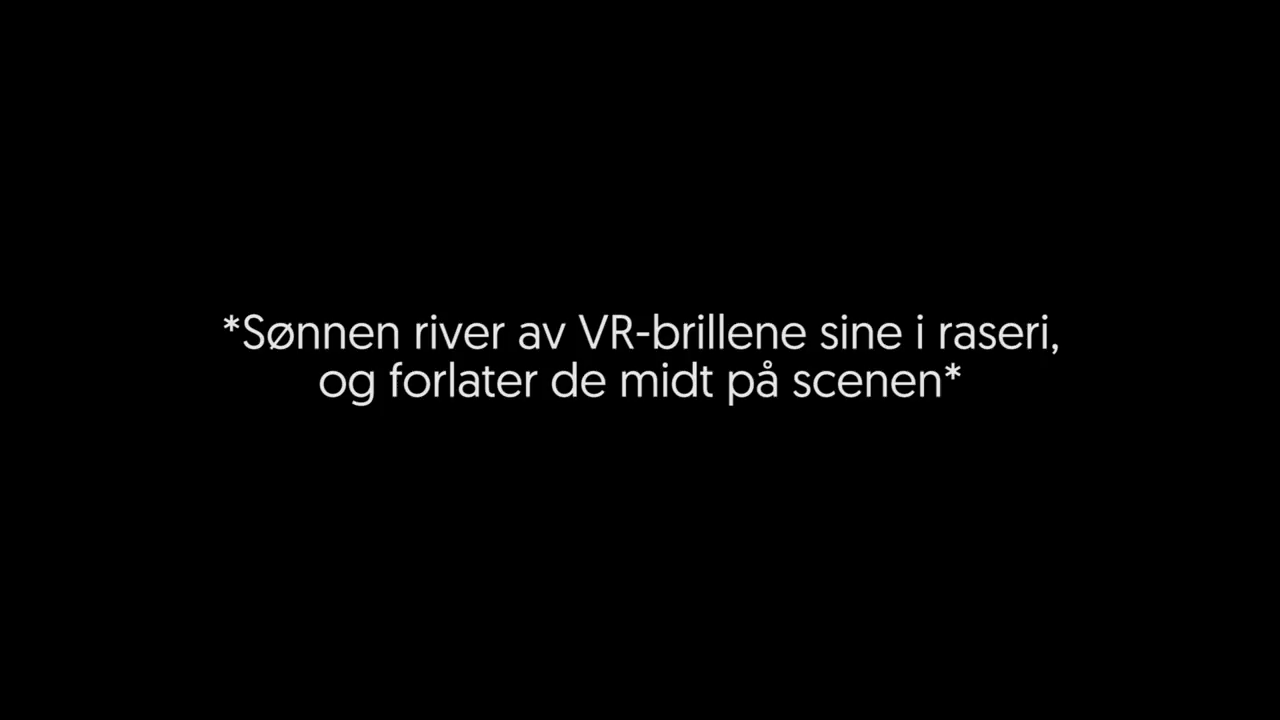 *Sønnen river av VR-brillene sine i raseri,
og forlater de midt på scenen*